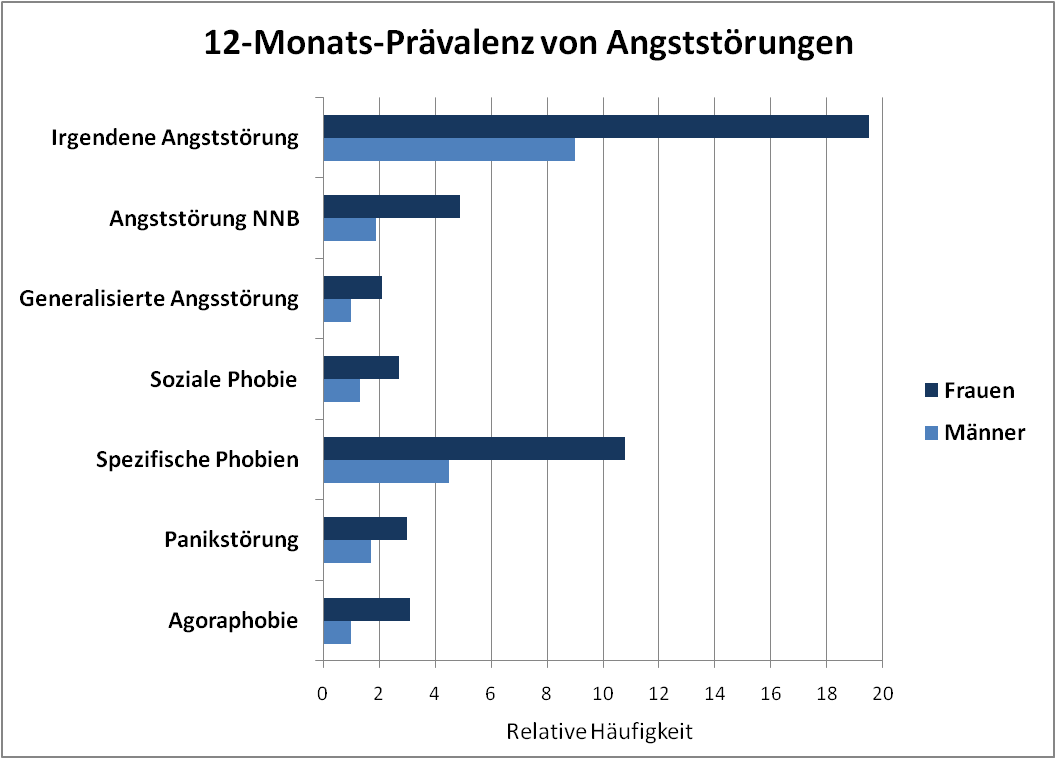 12-Monats-Prävalenz von Angststörungen
Irgendene Angststörung
Angststörung NNB
Generalisierte Angsstörung
Soziale Phobie
Spezifische Phobien
Panikstörung
Agoraphobie
0 2 4 6 8 10 12 14 16 18 20
Relative Häufigkeit
Frauen
Männer